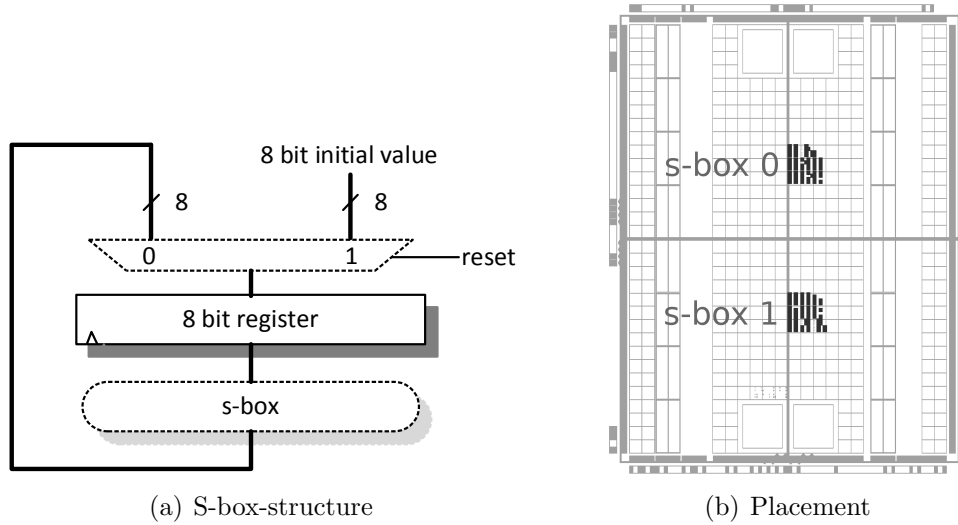 8 bit initial value
8 8
0 1
reset
8 bit register
s-box
(a) S-box-structure
s-box 0
s-box 1
(b) Placement